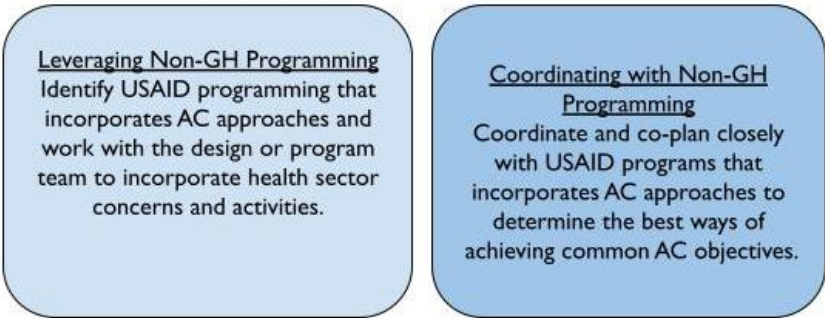 Leveraging Non-GH Programming
Identify USAID programming that
incorporates AC approaches and
work with the design or program
team to incorporate health sector
concerns and activities.
Coordinating with Non-GH
Programming
Coordinate and co-plan closely
with USAID programs that
incorporates AC approaches to
determine the best ways of
achieving common AC objectives.